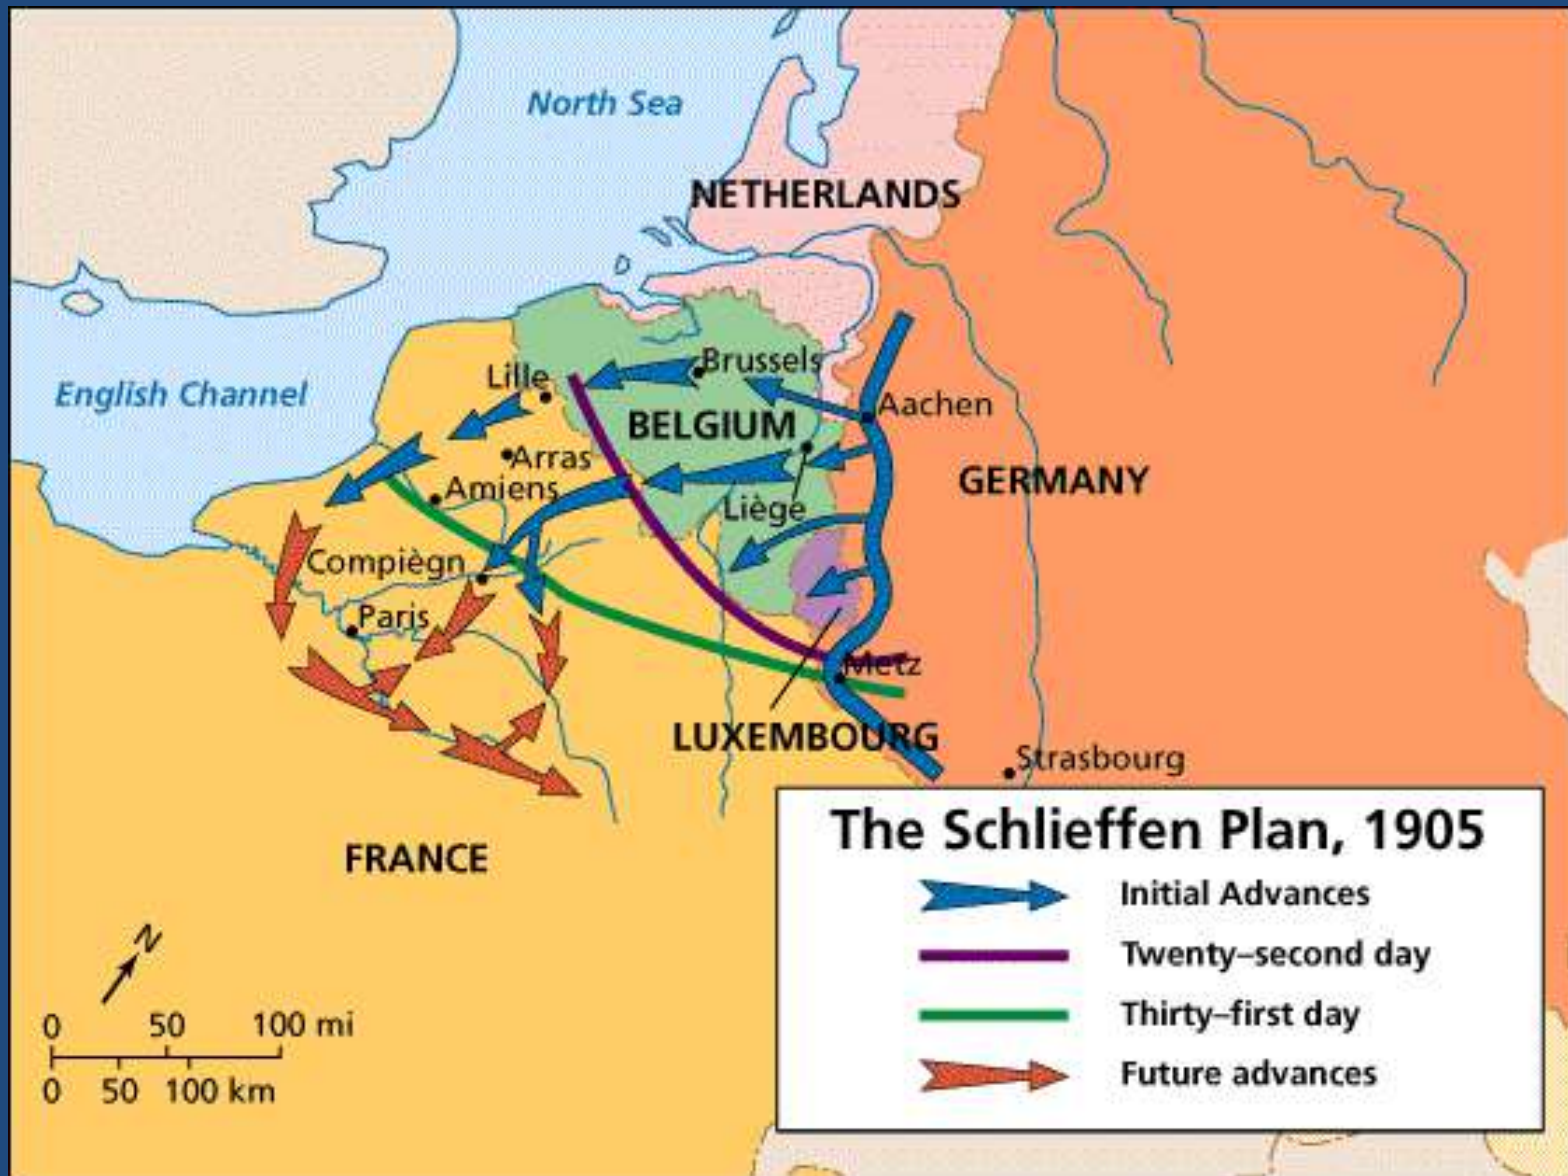 North Sea
NETHERLANDS
English Channel
Brussels
Lille
Aachen
BELGIUM
Arras
GERMANY
Amiens
Liège
Compiègn
Paris
Metz
LUXEMBOURG
Strasbourg
FRANCE
The Schlieffen Plan, 1905
Initial Advances
Twenty–second day
Thirty–first day
Future advances
N
0 50 100 mi
0 50 100 km